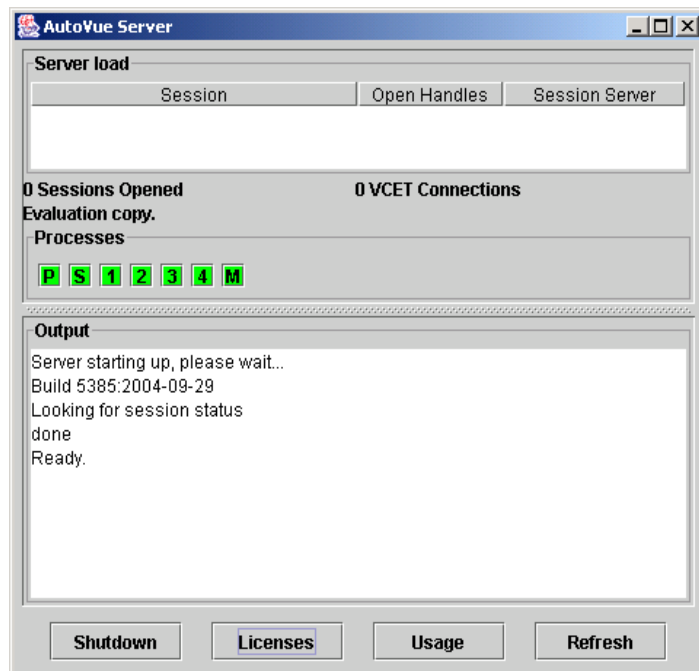 AutoVue Server
Server load
Session Open Handles Session Server
0 Sessions Opened 0 VCET Connections
Evaluation copy.
Processes
P S 1 2 3 4 M
Output
Server starting up, please wait...
Build 5385:2004-09-29
Looking for session status
done
Ready.
Shutdown Licenses Usage Refresh